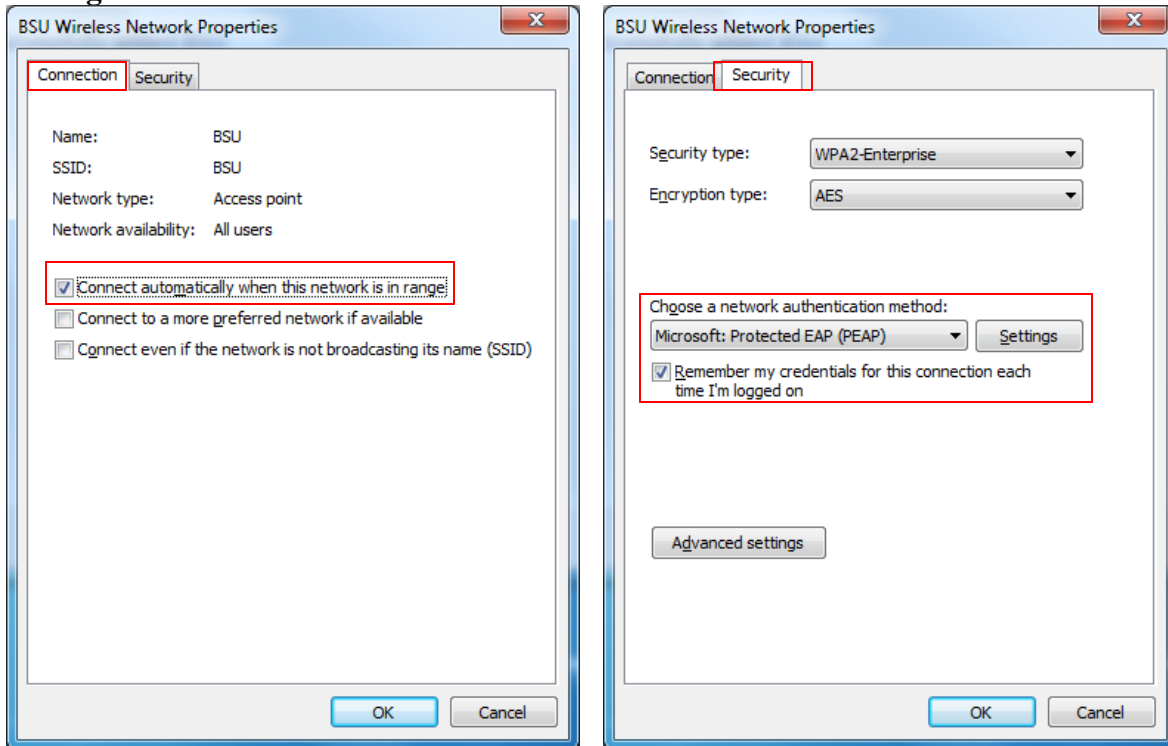 BSU Wireless Network Properties
x
Connection Security
Name: BSU
SSID: BSU
Network type: Access point
Network availability: All users
Connect automatically when this network is in range
Connect to a more preferred network if available
Connect even if the network is not broadcasting its name (SSID)
OK Cancel
BSU Wireless Network Properties
x
Connection Security
Security type: WPA2-Enterprise
Encryption type: AES
Choose a network authentication method:
Microsoft: Protected EAP (PEAP) Settings
Remember my credentials for this connection each
time I'm logged on
Advanced settings
OK Cancel